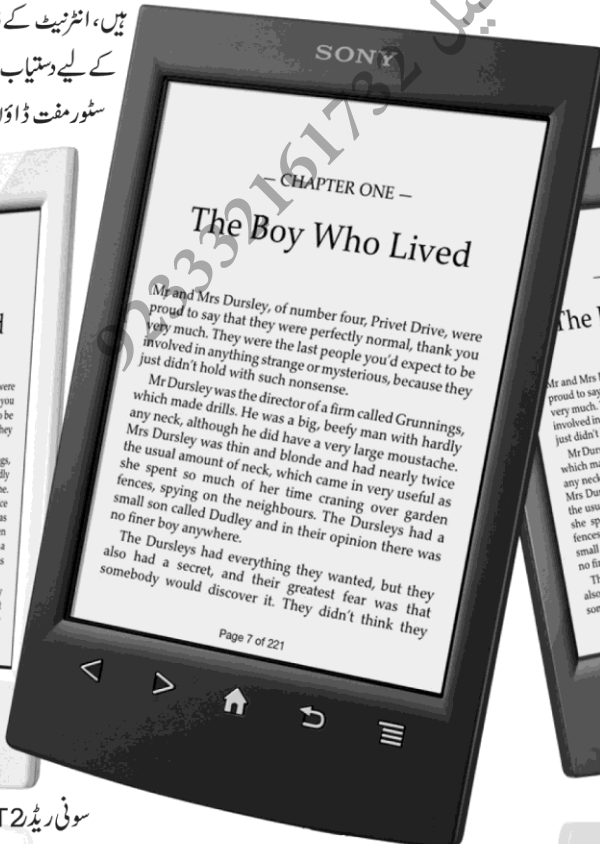 ہیں، انٹرنیٹ کے
کے لیے دستیاب
سٹور مفت ڈاؤن
923332161732
SONY
— CHAPTER ONE —
The Boy Who Lived
Mr and Mrs Dursley, of number four, Privet Drive, were
proud to say that they were perfectly normal, thank you
very much. They were the last people you'd expect to be
involved in anything strange or mysterious, because they
just didn't hold with such nonsense.
Mr Dursley was the director of a firm called Grunnings,
which made drills. He was a big, beefy man with hardly
any neck, although he did have a very large moustache.
Mrs Dursley was thin and blonde and had nearly twice
the usual amount of neck, which came in very useful as
she spent so much of her time craning over garden
fences, spying on the neighbours. The Dursleys had a
small son called Dudley and in their opinion there was
no finer boy anywhere.
The Dursleys had everything they wanted, but they
also had a secret, and their greatest fear was that
somebody would discover it. They didn't think they
Page 7 of 221
سونی ریڈر T2